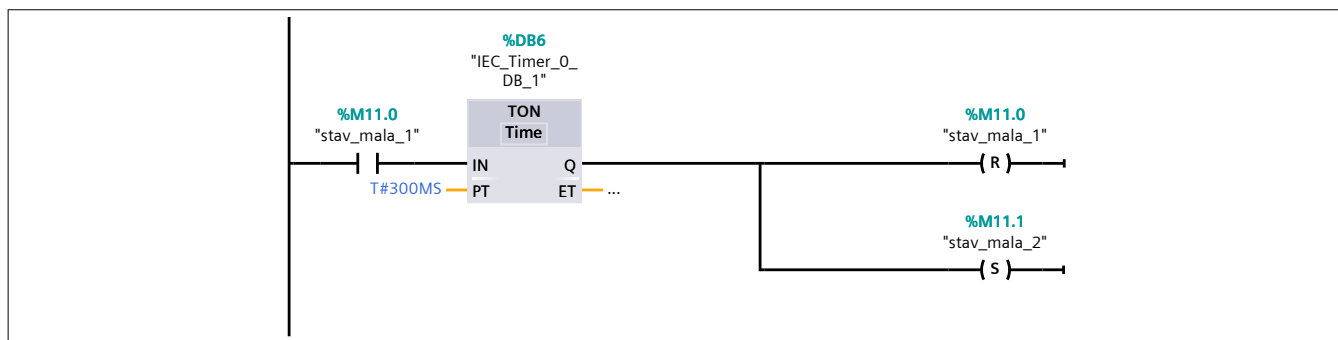 %DB6
"IEC_Timer_0_
DB_1"
%M11.0
"stav_mala_1"
TON
Time
%M11.0
"stav_mala_1"
IN
Q
R
T#300MS
PT
ET
...
%M11.1
"stav_mala_2"
S